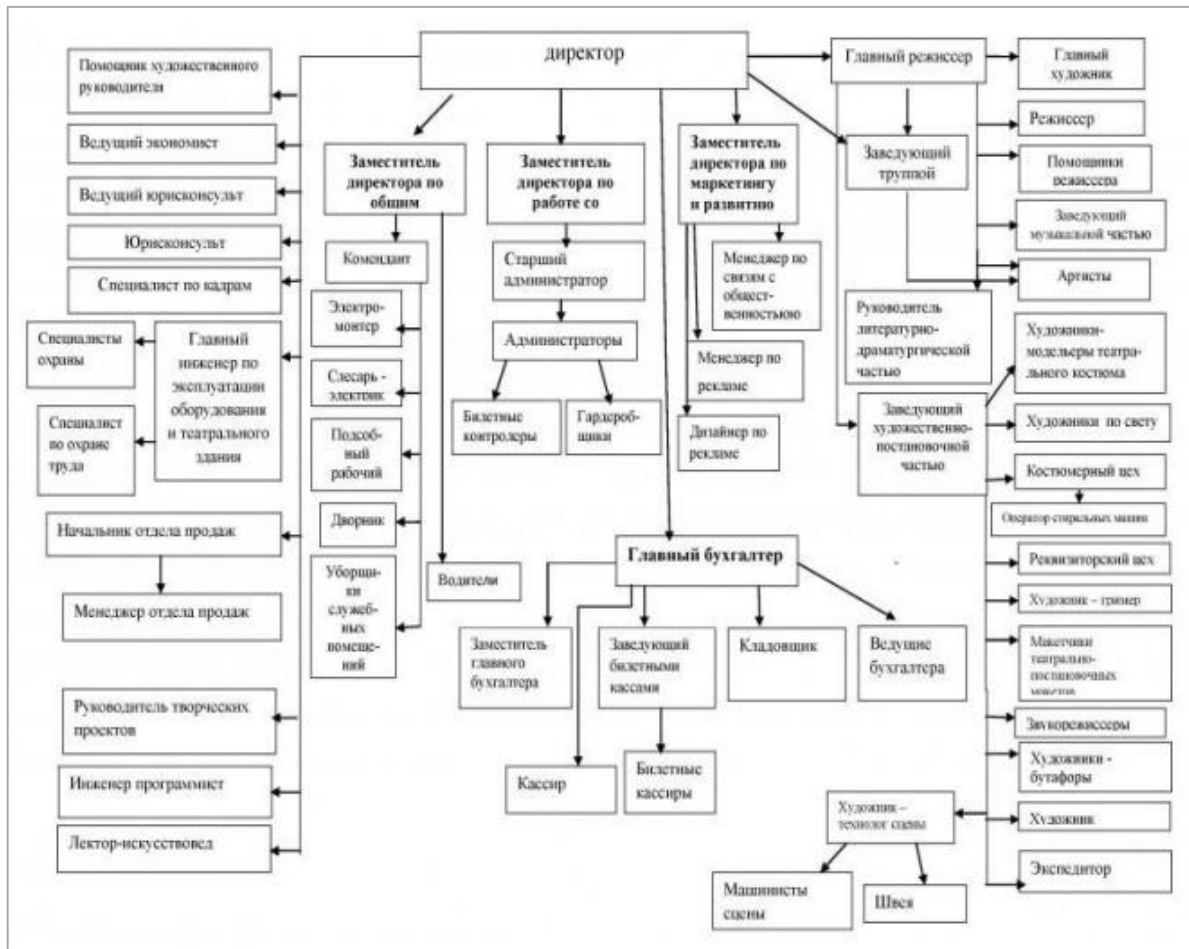 директор
Главный режиссер
Главный
художник
Помощник художественного
руководителя
Ведущий экономист
Ведущий юрисконсульт
Юрисконсульт
Специалист по кадрам
Специалисты
охраны
Главный
инженер по
эксплуатации
оборудования
и театрального
здания
Специалист
по охране
труда
Начальник отдела продаж
Менеджер отдела продаж
Руководитель творческих
проектов
Инженер программист
Лектор-искусствовед
Заместитель
директора по
общим
Комендант
Электро-
монтер
Слесарь -
электрик
Подсоб-
ный
рабочий
Дворник
Уборщи-
ки
служеб-
ных
помеще-
ний
Водители
Заместитель
директора по
работе со
Старший
администратор
Администраторы
Билетные
контролеры
Гардероб-
щики
Заместитель
директора по
маркетингу
и развитию
Менеджер по
связям с
общест-
венностьюю
Менеджер по
рекламе
Дизайнер по
рекламе
Главный бухгалтер
Заместитель
главного
бухгалтера
Заведующий
билетными
кассами
Кладовщик
Ведущие
бухгалтера
Кассир
Билетные
кассиры
Заведующий
труппой
Режиссер
Помощники
режиссера
Заведующий
музыкальной частью
Артисты
Руководитель
литературно-
драматургической
частью
Заведующий
художественно-
постановочной
частью
Художники-
модельеры театра-
льного костюма
Художники по свету
Костюмерный цех
Оператор стиральных машин
Реквизиторский цех
Художник – гример
Макетчики
театрально-
постановочных
макетов
Звукорежиссеры
Художники -
бутафоры
Художник
Экспедитор
Художник –
технолог сцены
Машинисты
сцены
Швея